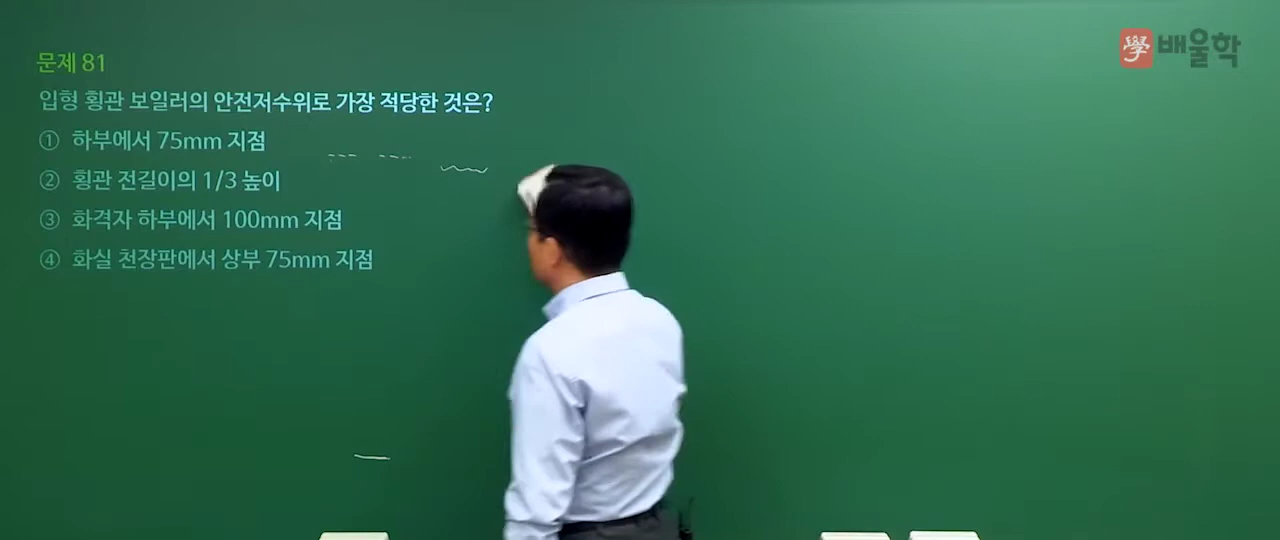 學 배울학
문제 81
입형 횡관 보일러의 안전저수위로 가장 적당한 것은?
① 하부에서 75mm 지점
② 횡관 전길이의 1/3 높이
③ 화격자 하부에서 100mm 지점
④ 화실 천장판에서 상부 75mm 지점